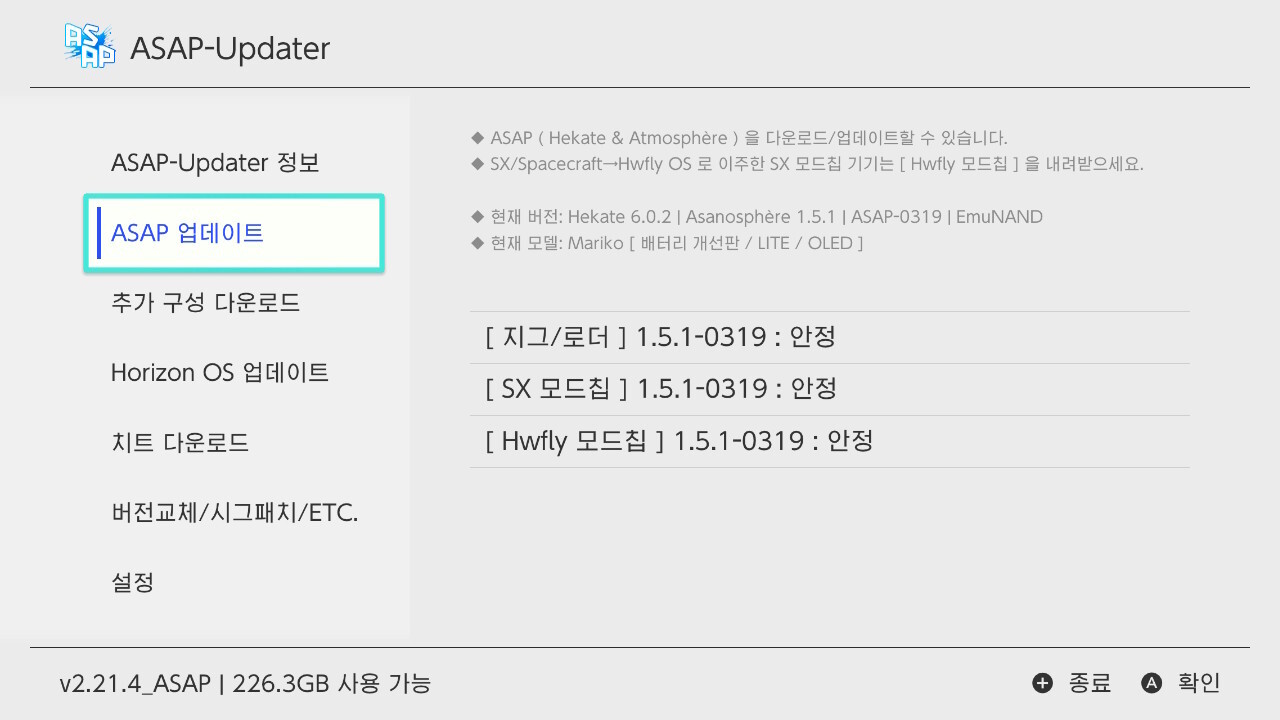 ASAP
ASAP-Updater
ASAP-Updater 정보
ASAP 업데이트
추가 구성 다운로드
Horizon OS 업데이트
치트 다운로드
버전교체/시그패치/ETC.
설정
◆ ASAP ( Hekate & Atmosphère ) 을 다운로드/업데이트할 수 있습니다.
◆ SX/Spacecraft→Hwfly OS 로 이주한 SX 모드칩 기기는 [ Hwfly 모드칩 ] 을 내려받으세요.
◆ 현재 버전: Hekate 6.0.2 | Asanosphère 1.5.1 | ASAP-0319 | EmuNAND
◆ 현재 모델: Mariko [ 배터리 개선판 / LITE / OLED ]
[ 지그/로더 ] 1.5.1-0319 : 안정
[ SX 모드칩 ] 1.5.1-0319 : 안정
[ Hwfly 모드칩 ] 1.5.1-0319 : 안정
v2.21.4_ASAP | 226.3GB 사용 가능
+ 종료 A 확인